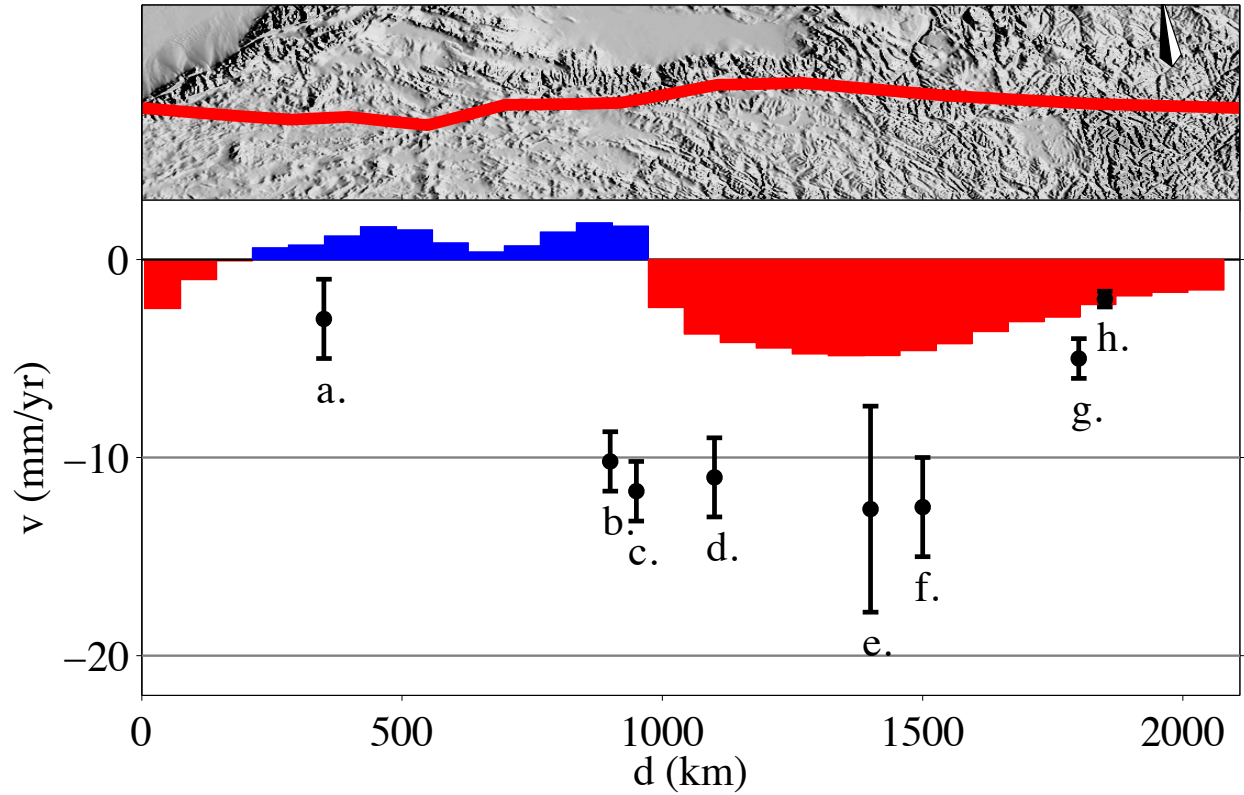 0
−10
−20
v (mm/yr)
a.
b.
c.
d.
e.
f.
g.
h.
0 500 1000 1500 2000
d (km)